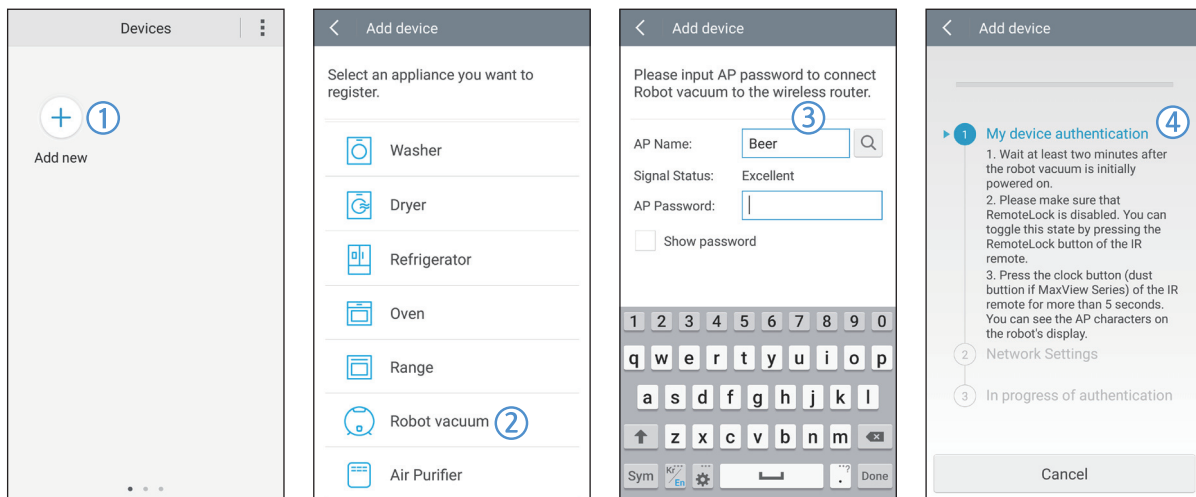 Devices
①
Add new
Add device
Select an appliance you want to
register.
Washer
Dryer
Refrigerator
Oven
Range
Robot vacuum ②
Air Purifier
Add device
Please input AP password to connect
Robot vacuum to the wireless router.
③
AP Name: Beer
Signal Status: Excellent
AP Password:
Show password
1 2 3 4 5 6 7 8 9 0
q w e r t y u i o p
a s d f g h j k l
z x c v b n m
Sym Kr/En .?  Done
Add device
④
1 My device authentication
1. Wait at least two minutes after
the robot vacuum is initially
powered on.
2. Please make sure that
RemoteLock is disabled. You can
toggle this state by pressing the
RemoteLock button of the IR
remote.
3. Press the clock button (dust
buttion if MaxView Series) of the IR
remote for more than 5 seconds.
You can see the AP characters on
the robot's display.
2 Network Settings
3 In progress of authentication
Cancel